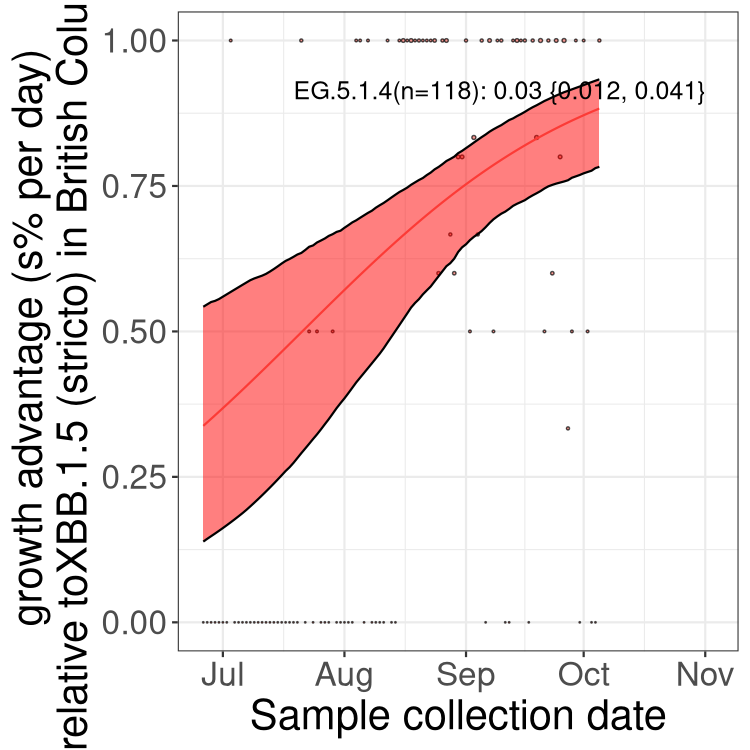 growth advantage (s% per day)
relative toXBB.1.5 (stricto) in British Colu
1.00
0.75
0.50
0.25
0.00
EG.5.1.4(n=118): 0.03 {0.012, 0.041}
Jul Aug Sep Oct Nov
Sample collection date